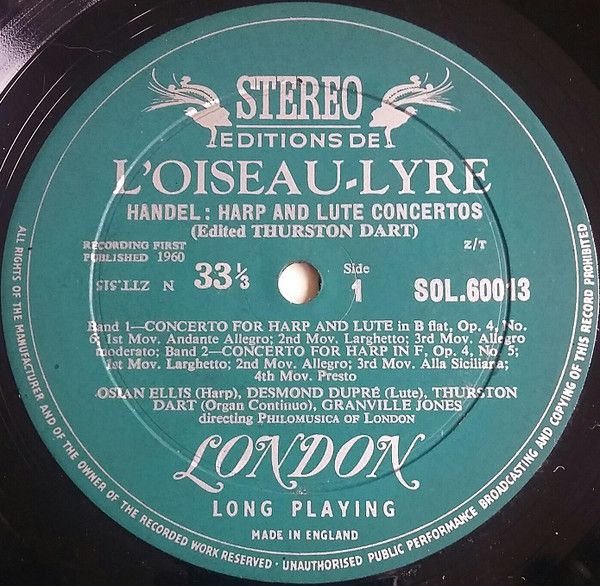 STEREO
EDITIONS DE
L'OISEAU-LYRE
HANDEL: HARP AND LUTE CONCERTOS
(Edited THURSTON DART)
RECORDING FIRST
PUBLISHED 1960
Z/T
ZTT.515 N
33⅓
Side
1
SOL.60013
Band 1—CONCERTO FOR HARP AND LUTE in B flat, Op. 4, No.
6; 1st Mov. Andante Allegro; 2nd Mov. Larghetto; 3rd Mov. Allegro
moderato; Band 2—CONCERTO FOR HARP IN F, Op. 4, No. 5;
1st Mov. Larghetto; 2nd Mov. Allegro; 3rd Mov. Alla Siciliana;
4th Mov. Presto
OSIAN ELLIS (Harp), DESMOND DUPRÉ (Lute), THURSTON
DART (Organ Continuo), GRANVILLE JONES
directing PHILOMUSICA OF LONDON
LONDON
LONG PLAYING
MADE IN ENGLAND
ALL RIGHTS OF THE MANUFACTURER AND OF THE OWNER OF THE RECORDED WORK RESERVED · UNAUTHORISED PUBLIC PERFORMANCE BROADCASTING AND COPYING OF THIS RECORD PROHIBITED